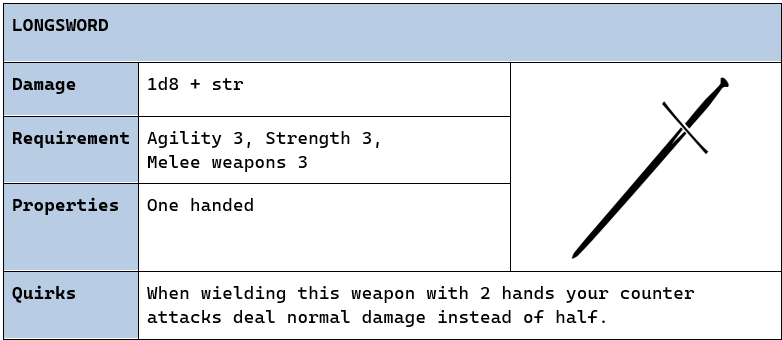 LONGSWORD
Damage 1d8 + str
Requirement Agility 3, Strength 3,
Melee weapons 3
Properties One handed
Quirks When wielding this weapon with 2 hands your counter
attacks deal normal damage instead of half.